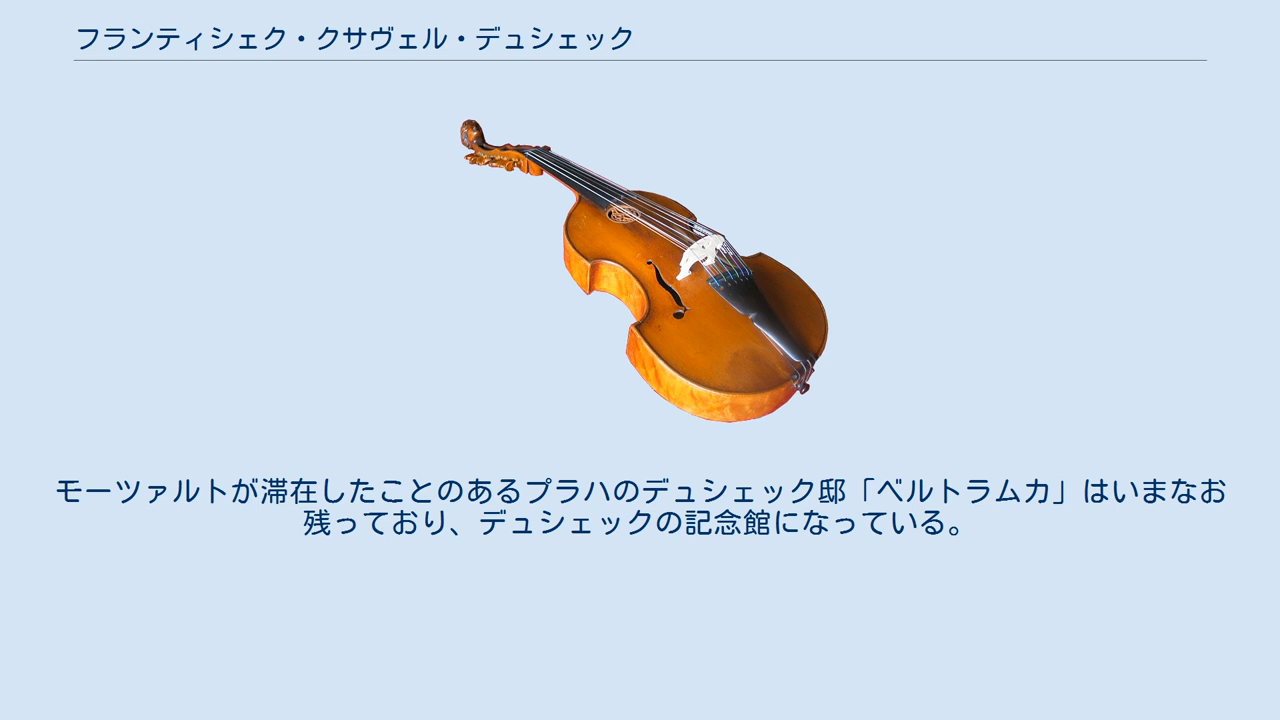 フランティシェク・クサヴェル・デュシェック
モーツァルトが滞在したことのあるプラハのデュシェック邸「ベルトラムカ」はいまなお
残っており、デュシェックの記念館になっている。